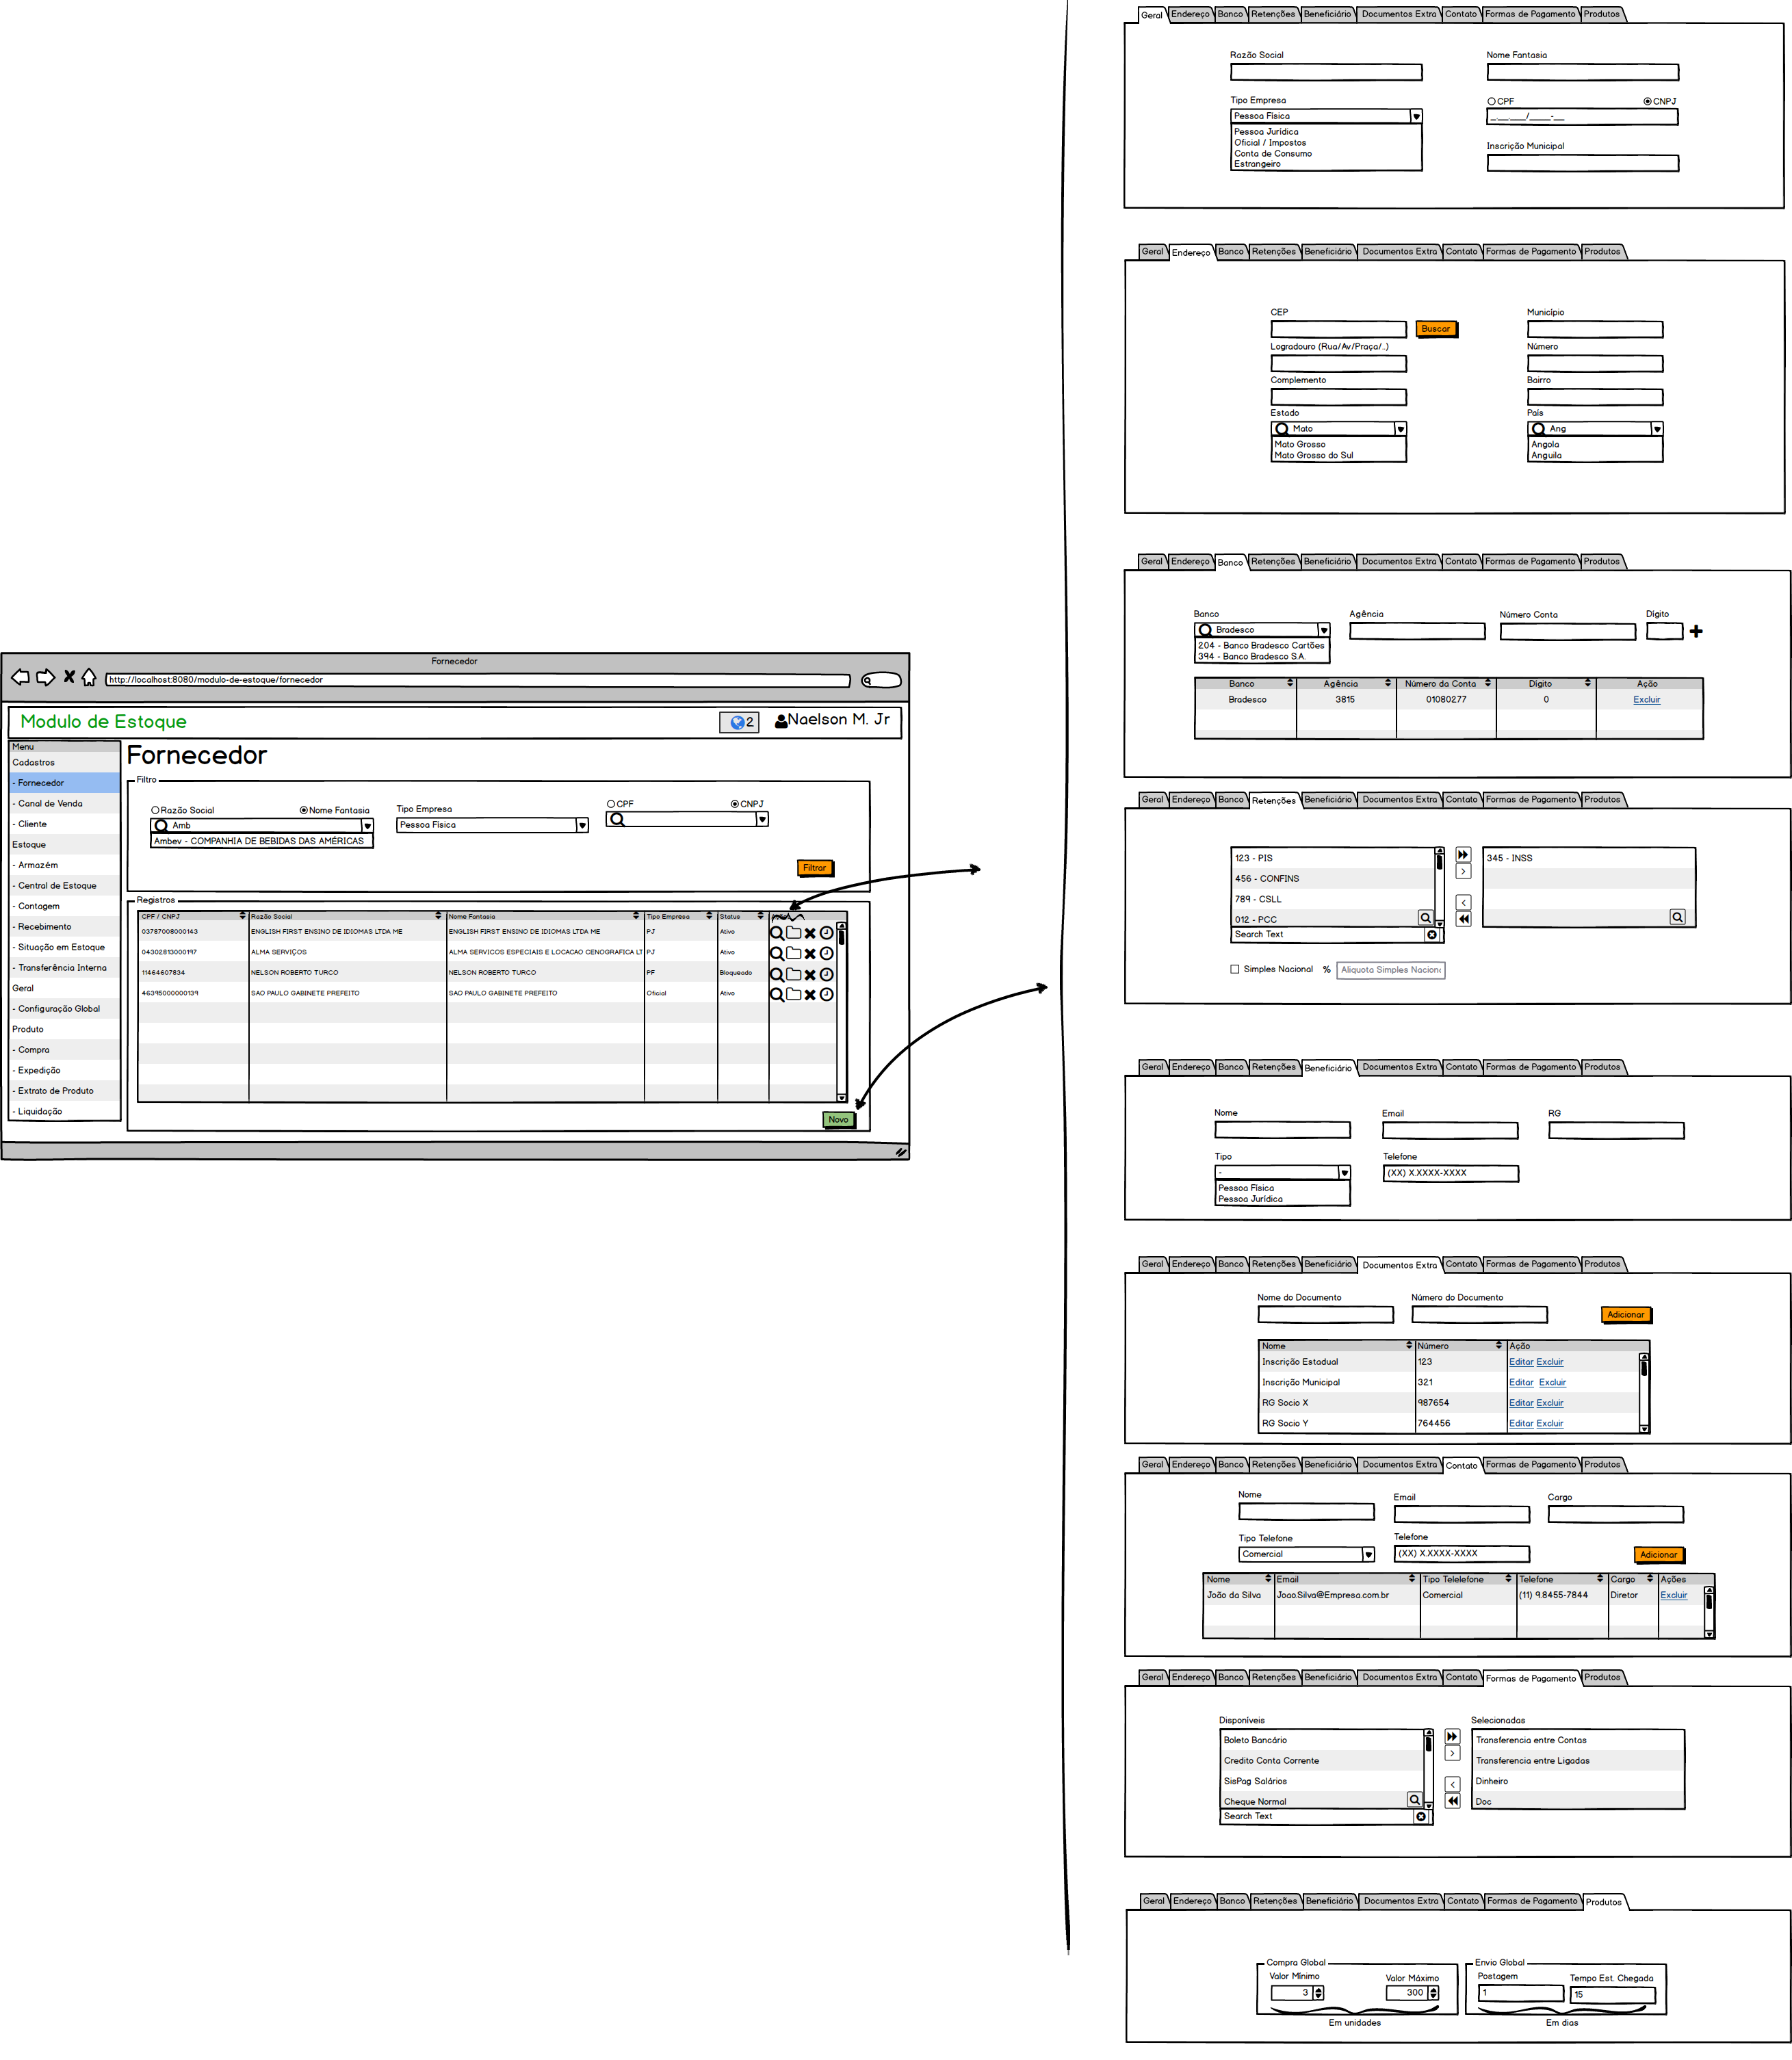 Fornecedor
http://localhost:8080/modulo-de-estoque/fornecedor
Modulo de Estoque
2
Naelson M. Jr
Menu
Cadastros
- Fornecedor
- Canal de Venda
- Cliente
Estoque
- Armazém
- Central de Estoque
- Contagem
- Recebimento
- Situação em Estoque
- Transferência Interna
Geral
- Configuração Global
Produto
- Compra
- Expedição
- Extrato de Produto
- Liquidação
Fornecedor
Filtro
Razão Social Nome Fantasia Tipo Empresa CPF CNPJ
Amb Pessoa Física
Ambev - COMPANHIA DE BEBIDAS DAS AMÉRICAS
Filtrar
Registros
CPF / CNPJ Razão Social Nome Fantasia Tipo Empresa Status
03787008000143 ENGLISH FIRST ENSINO DE IDIOMAS LTDA ME ENGLISH FIRST ENSINO DE IDIOMAS LTDA ME PJ Ativo
04302813000197 ALMA SERVIÇOS ALMA SERVICOS ESPECIAIS E LOCACAO CENOGRAFICA LT PJ Ativo
11464607834 NELSON ROBERTO TURCO NELSON ROBERTO TURCO PF Bloqueado
46395000000139 SAO PAULO GABINETE PREFEITO SAO PAULO GABINETE PREFEITO Oficial Ativo
Novo
Geral Endereço Banco Retenções Beneficiário Documentos Extra Contato Formas de Pagamento Produtos
Razão Social Nome Fantasia
Tipo Empresa CPF CNPJ
Pessoa Física __.___.___/____-__
Pessoa Jurídica
Oficial / Impostos
Conta de Consumo
Estrangeiro
Inscrição Municipal
Geral Endereço Banco Retenções Beneficiário Documentos Extra Contato Formas de Pagamento Produtos
CEP Município
Buscar
Logradouro (Rua/Av/Praça/..) Número
Complemento Bairro
Estado País
Mato Ang
Mato Grosso Angola
Mato Grosso do Sul Anguila
Geral Endereço Banco Retenções Beneficiário Documentos Extra Contato Formas de Pagamento Produtos
Banco Agência Número Conta Dígito
Bradesco
204 - Banco Bradesco Cartões
394 - Banco Bradesco S.A.
Banco Agência Número da Conta Dígito Ação
Bradesco 3815 01080277 0 Excluir
Geral Endereço Banco Retenções Beneficiário Documentos Extra Contato Formas de Pagamento Produtos
123 - PIS 345 - INSS
456 - CONFINS
789 - CSLL
012 - PCC
Search Text
Simples Nacional % Aliquota Simples Nacion
Geral Endereço Banco Retenções Beneficiário Documentos Extra Contato Formas de Pagamento Produtos
Nome Email RG
Tipo Telefone
- (XX) X.XXXX-XXXX
Pessoa Física
Pessoa Jurídica
Geral Endereço Banco Retenções Beneficiário Documentos Extra Contato Formas de Pagamento Produtos
Nome do Documento Número do Documento
Adicionar
Nome Número Ação
Inscrição Estadual 123 Editar Excluir
Inscrição Municipal 321 Editar Excluir
RG Socio X 987654 Editar Excluir
RG Socio Y 764456 Editar Excluir
Geral Endereço Banco Retenções Beneficiário Documentos Extra Contato Formas de Pagamento Produtos
Nome Email Cargo
Tipo Telefone Telefone
Comercial (XX) X.XXXX-XXXX Adicionar
Nome Email Tipo Telelefone Telefone Cargo Ações
João da Silva Joao.Silva@Empresa.com.br Comercial (11) 9.8455-7844 Diretor Excluir
Geral Endereço Banco Retenções Beneficiário Documentos Extra Contato Formas de Pagamento Produtos
Disponíveis Selecionadas
Boleto Bancário Transferencia entre Contas
Credito Conta Corrente Transferencia entre Ligadas
SisPag Salários Dinheiro
Cheque Normal Doc
Search Text
Geral Endereço Banco Retenções Beneficiário Documentos Extra Contato Formas de Pagamento Produtos
Compra Global Envio Global
Valor Mínimo Valor Máximo Postagem Tempo Est. Chegada
3 300 1 15
Em unidades Em dias